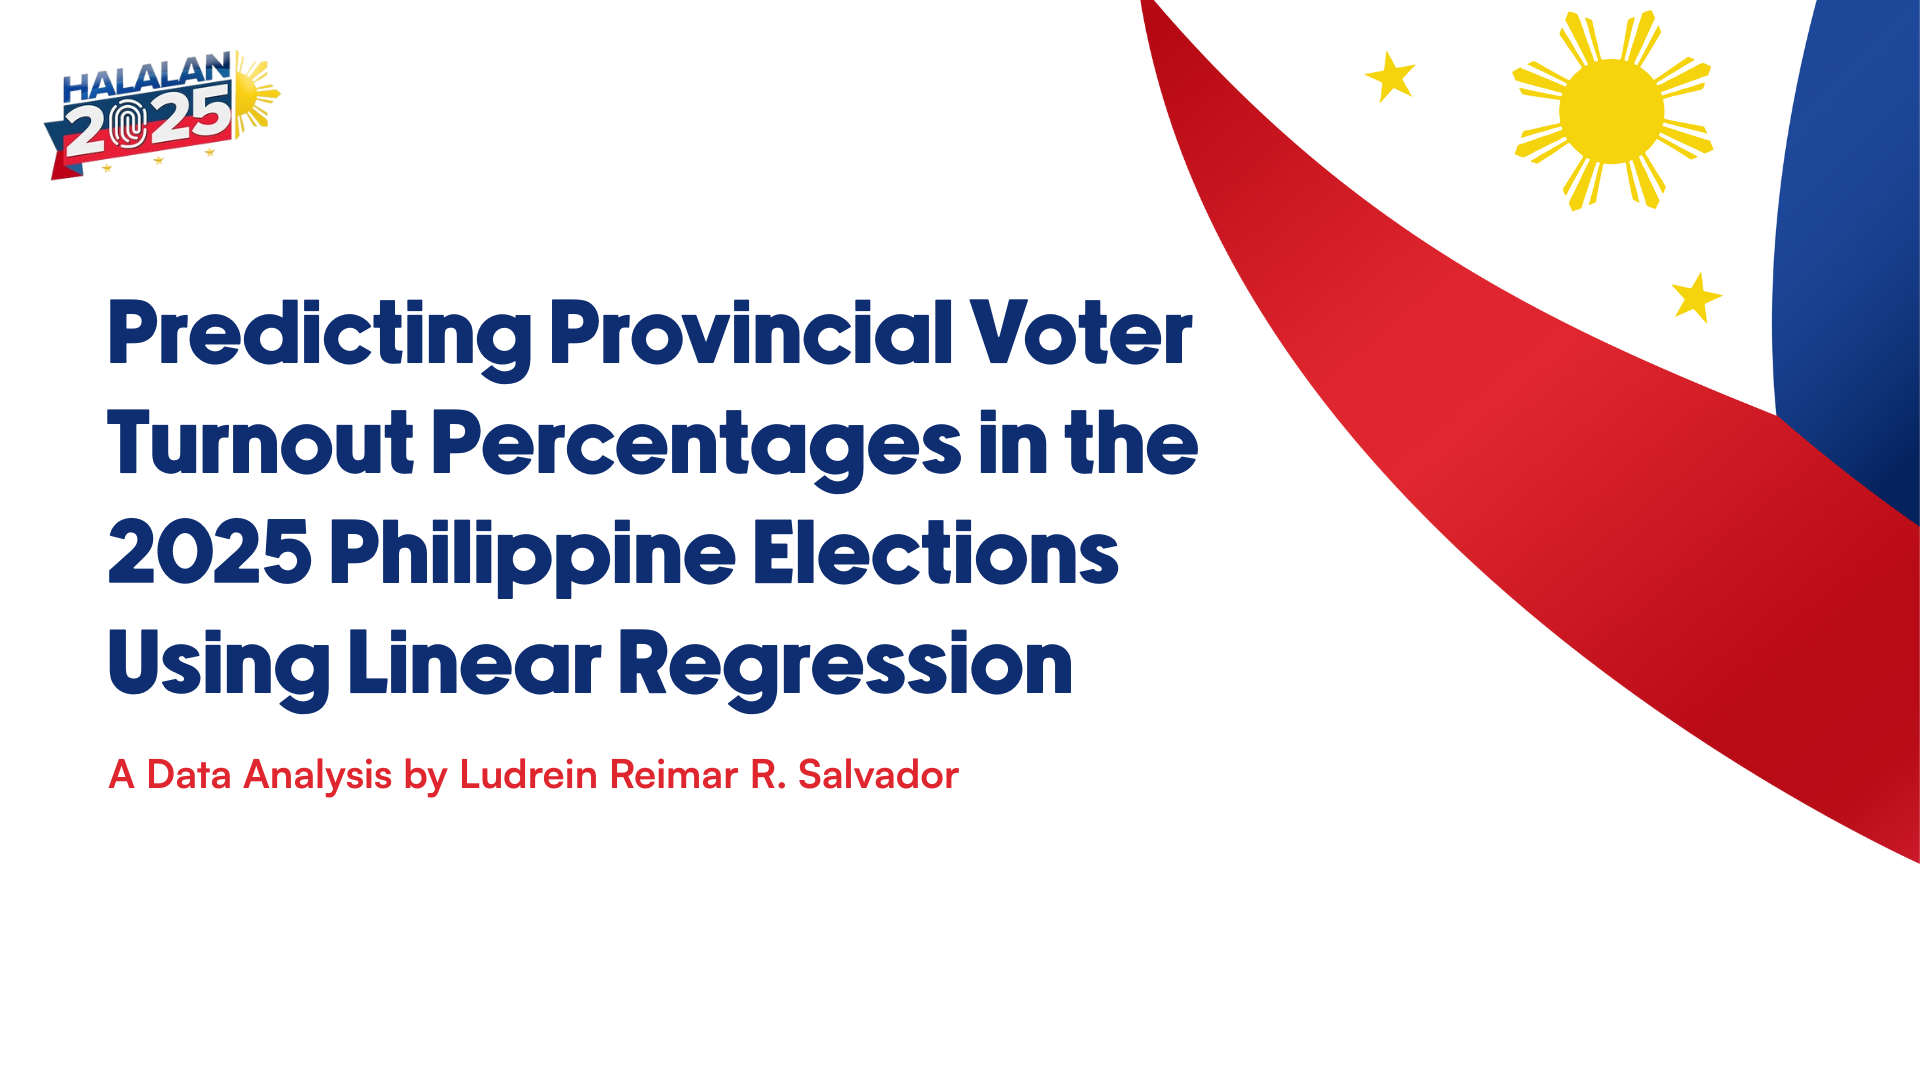 HALALAN
2025
Predicting Provincial Voter
Turnout Percentages in the
2025 Philippine Elections
Using Linear Regression
A Data Analysis by Ludrein Reimar R. Salvador